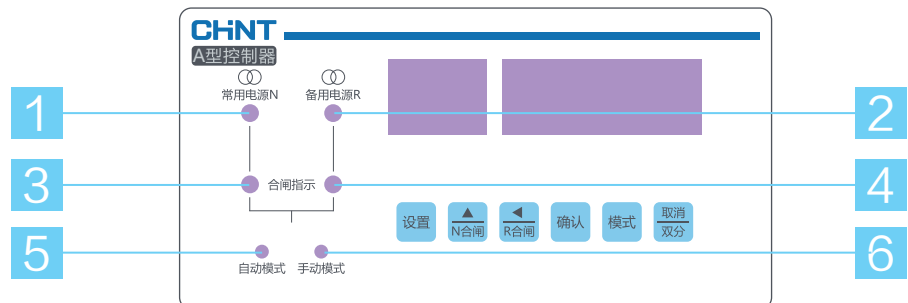 CHNT
A型控制器
常用电源N
备用电源R
1
2
3
合闸指示
4
设置
▲
N合闸
◀
R合闸
确认
模式
取消
双分
5
自动模式
手动模式
6